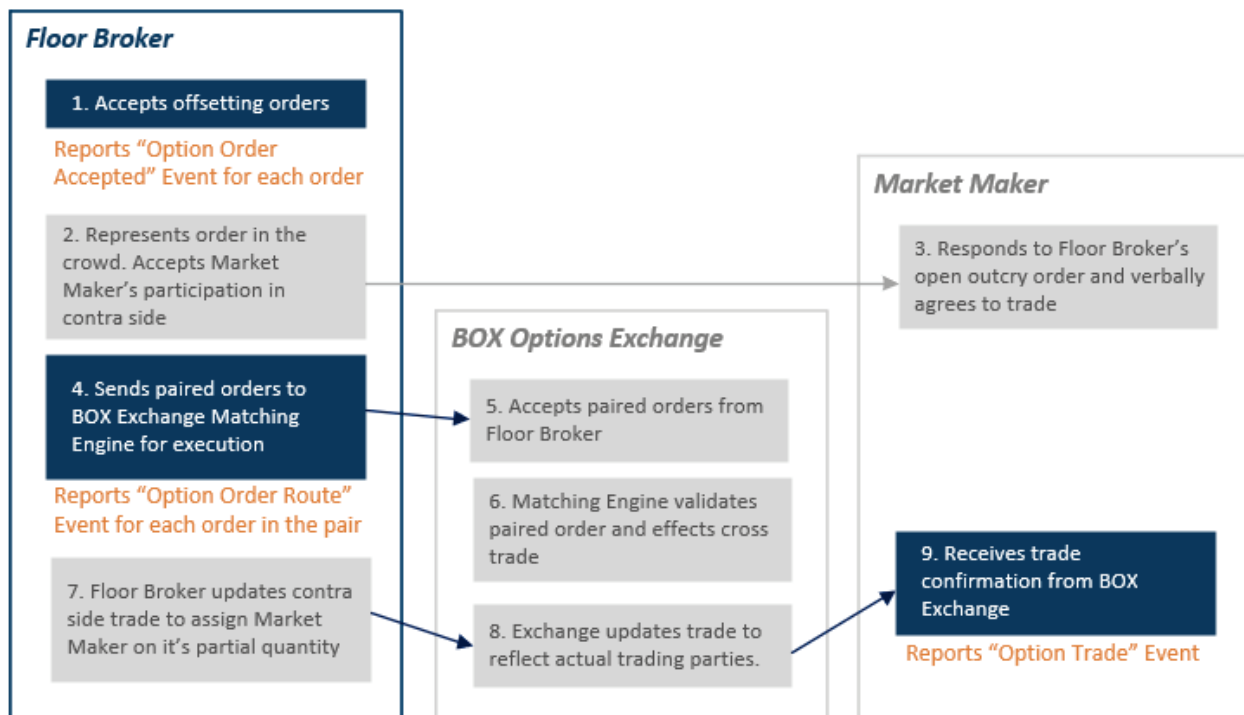 Floor Broker
1. Accepts offsetting orders
Reports “Option Order
Accepted” Event for each order
2. Represents order in the
crowd. Accepts Market
Maker’s participation in
contra side
Market Maker
3. Responds to Floor Broker’s
open outcry order and verbally
agrees to trade
4. Sends paired orders to
BOX Exchange Matching
Engine for execution
Reports “Option Order Route”
Event for each order in the pair
BOX Options Exchange
5. Accepts paired orders from
Floor Broker
6. Matching Engine validates
paired order and effects cross
trade
7. Floor Broker updates contra
side trade to assign Market
Maker on it’s partial quantity
8. Exchange updates trade to
reflect actual trading parties.
9. Receives trade
confirmation from BOX
Exchange
Reports “Option Trade” Event